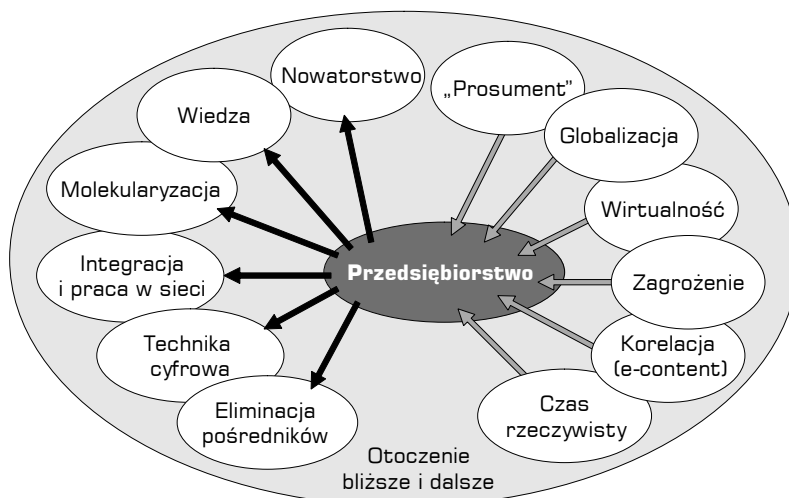 Nowatorstwo
„Prosument”
Wiedza
Globalizacja
Molekularyzacja
Wirtualność
Integracja
i praca w sieci
Przedsiębiorstwo
Zagrożenie
Technika
cyfrowa
Korelacja
(e-content)
Eliminacja
pośredników
Czas
rzeczywisty
Otoczenie
bliższe i dalsze